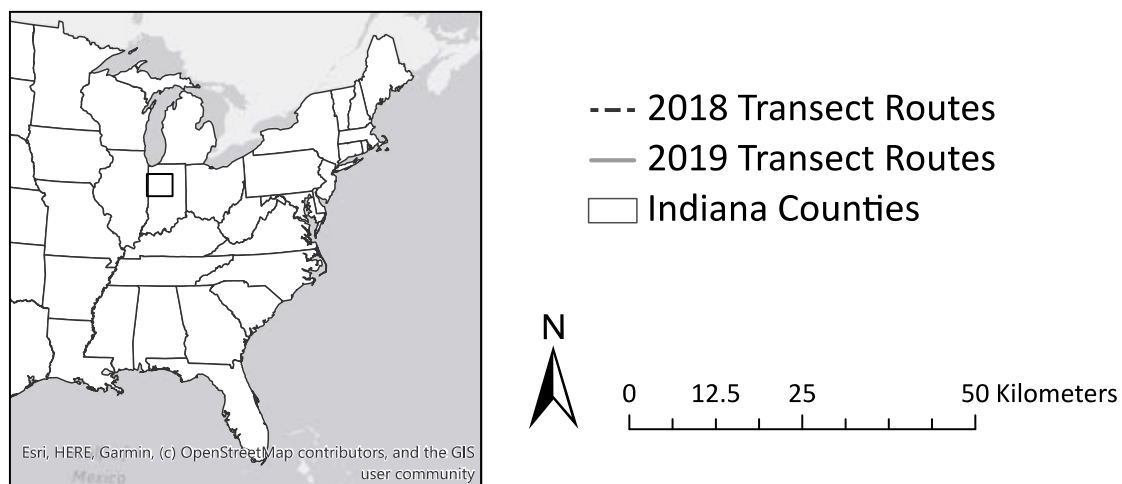 --- 2018 Transect Routes
2019 Transect Routes
Indiana Counties
N
0 12.5 25 50 Kilometers
Esri, HERE, Garmin, (c) OpenStreetMap contributors, and the GIS
user community
Mexico